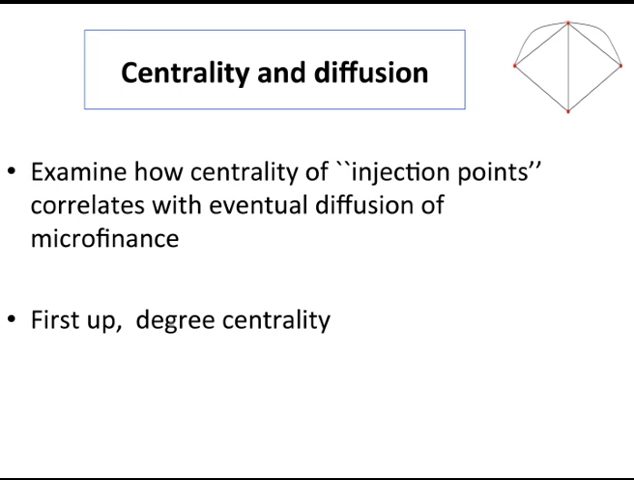 Centrality and diffusion
• Examine how centrality of ``injection points’’
correlates with eventual diffusion of
microfinance
• First up,  degree centrality